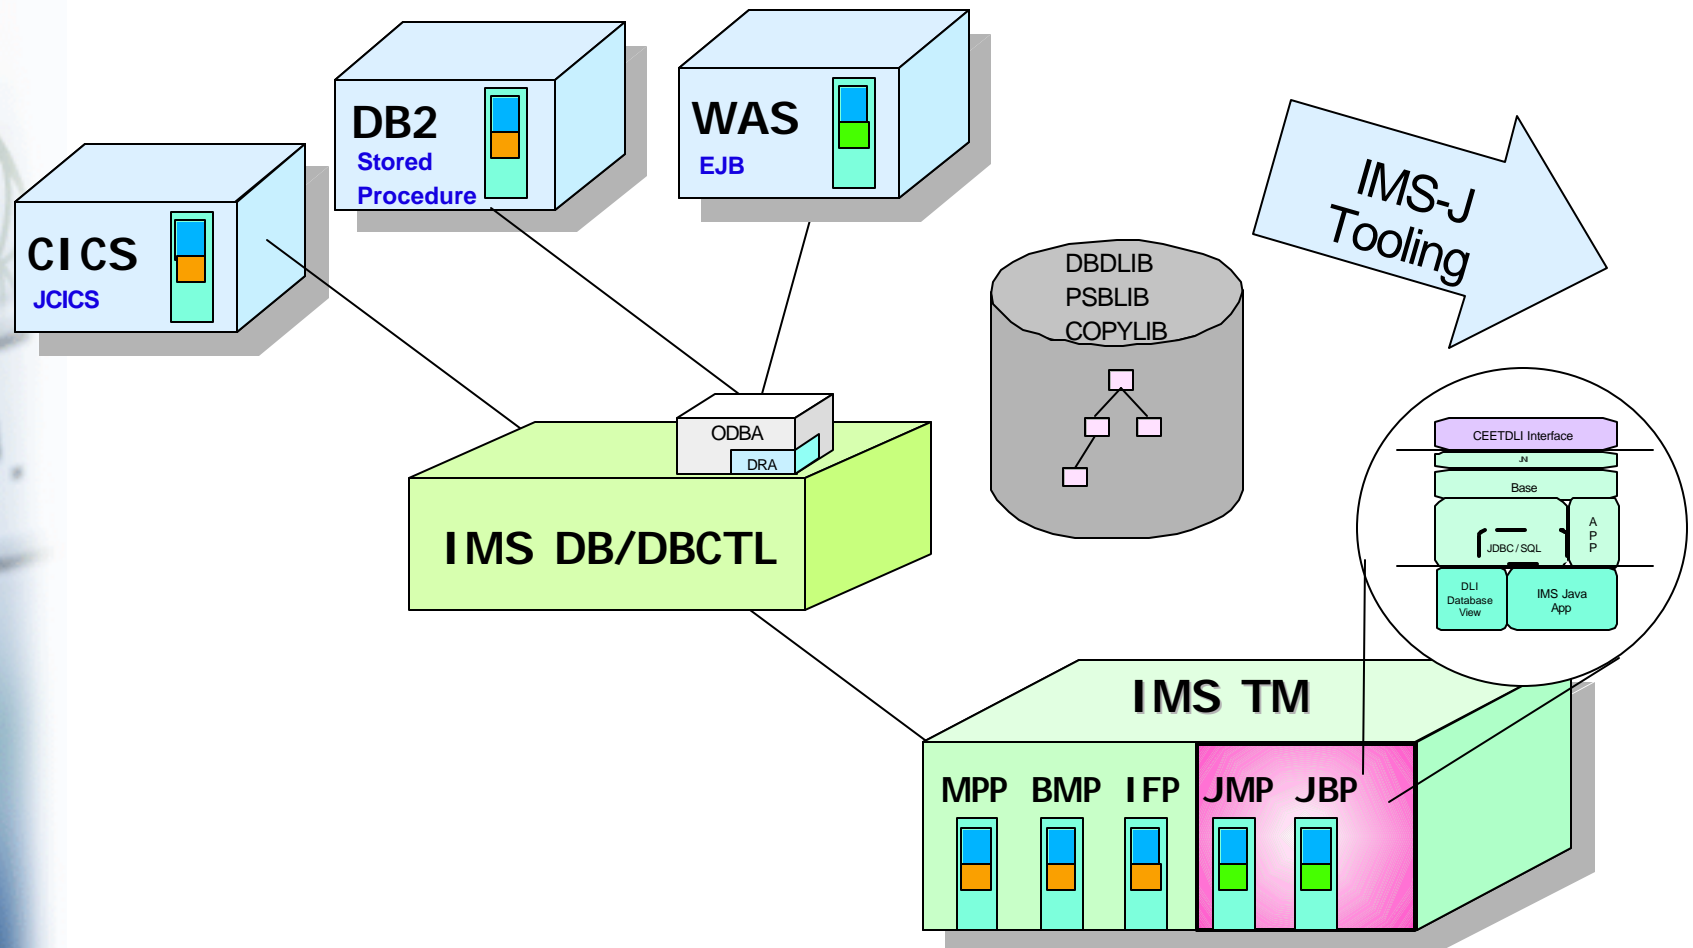 DB2
Stored
Procedure
WAS
EJB
CICS
JCICS
IMS-J
Tooling
DBDLIB
PSBLIB
COPYLIB
ODBA
DRA
IMS DB/DBCTL
CEETDLI Interface
JNI
Base
JDBC / SQL
A
P
P
DLI
Database
View
IMS Java
App
IMS TM
MPP BMP IFP JMP JBP